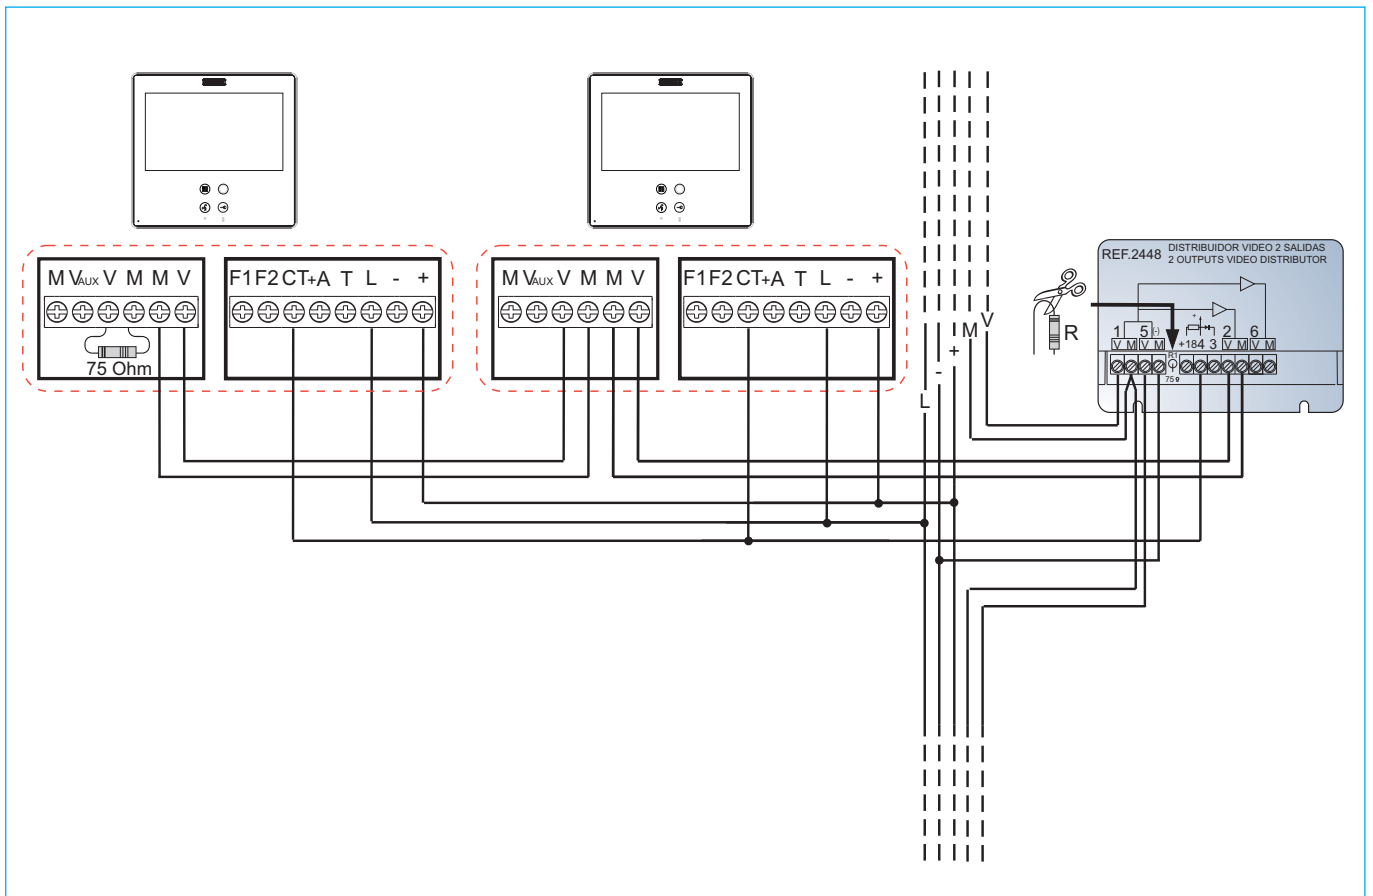 M VAUX V M M V
F1 F2 CT +A T L - +
75 Ohm
M VAUX V M M V
F1 F2 CT +A T L - +
V
M
+
-
L
R
REF.2448
DISTRIBUIDOR VIDEO 2 SALIDAS
2 OUTPUTS VIDEO DISTRIBUTOR
+
1 5 (-) 2 6
V M V M +18 4 3 V M V M
R1
75